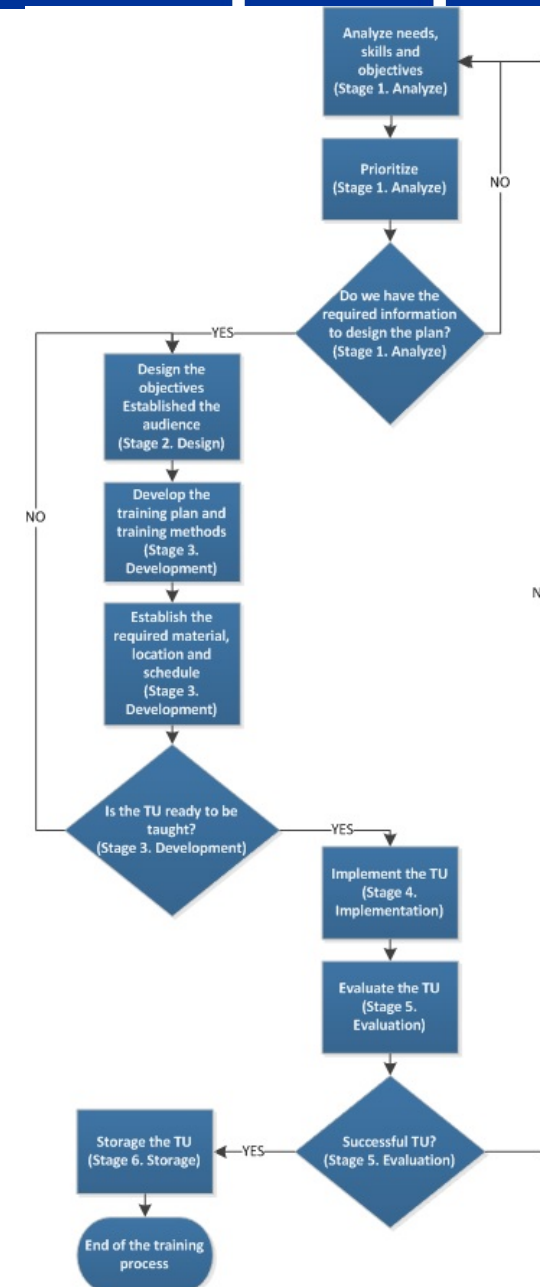 Analyze needs,
skills and
objectives
(Stage 1. Analyze)
Prioritize
(Stage 1. Analyze)
NO
Do we have the
required information
to design the plan?
(Stage 1. Analyze)
YES
Design the
objectives
Established the
audience
(Stage 2. Design)
Develop the
training plan and
training methods
(Stage 3.
Development)
NO
Establish the
required material,
location and
schedule
(Stage 3.
Development)
N
Is the TU ready to be
taught?
(Stage 3. Development)
YES
Implement the TU
(Stage 4.
Implementation)
Evaluate the TU
(Stage 5.
Evaluation)
Successful TU?
(Stage 5. Evaluation)
YES
Storage the TU
(Stage 6. Storage)
End of the training
process